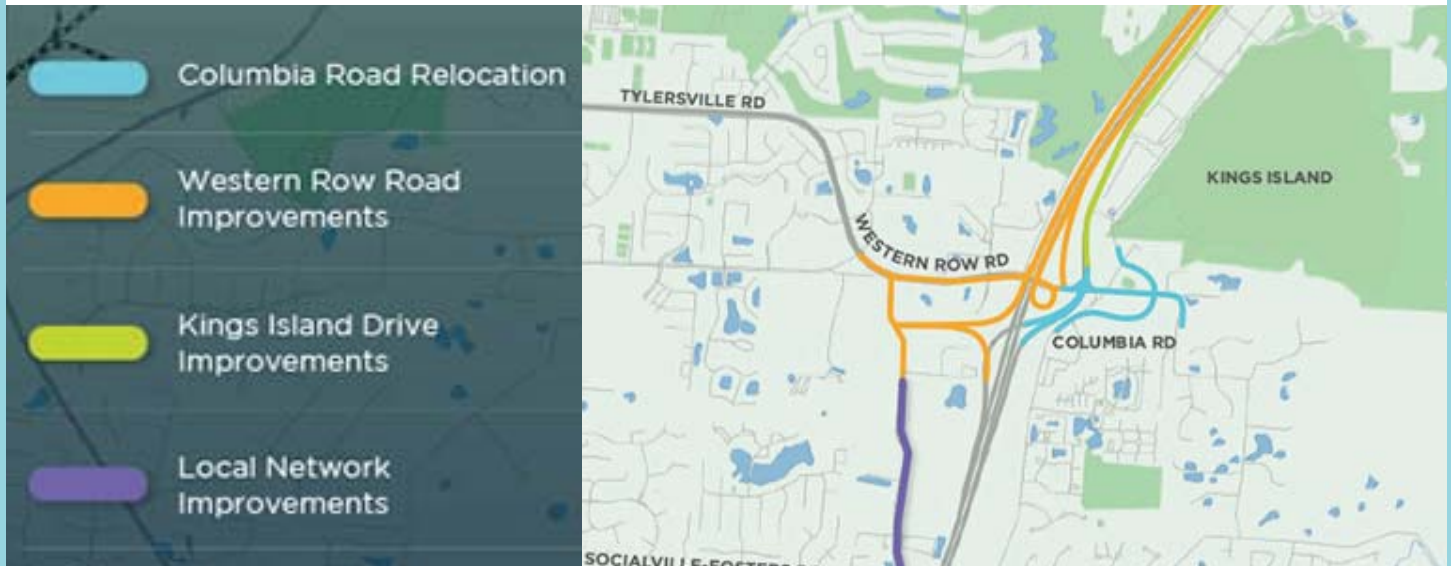 Columbia Road Relocation
Western Row Road
Improvements
Kings Island Drive
Improvements
Local Network
Improvements
TYLERSVILLE RD
WESTERN ROW RD
KINGS ISLAND
COLUMBIA RD